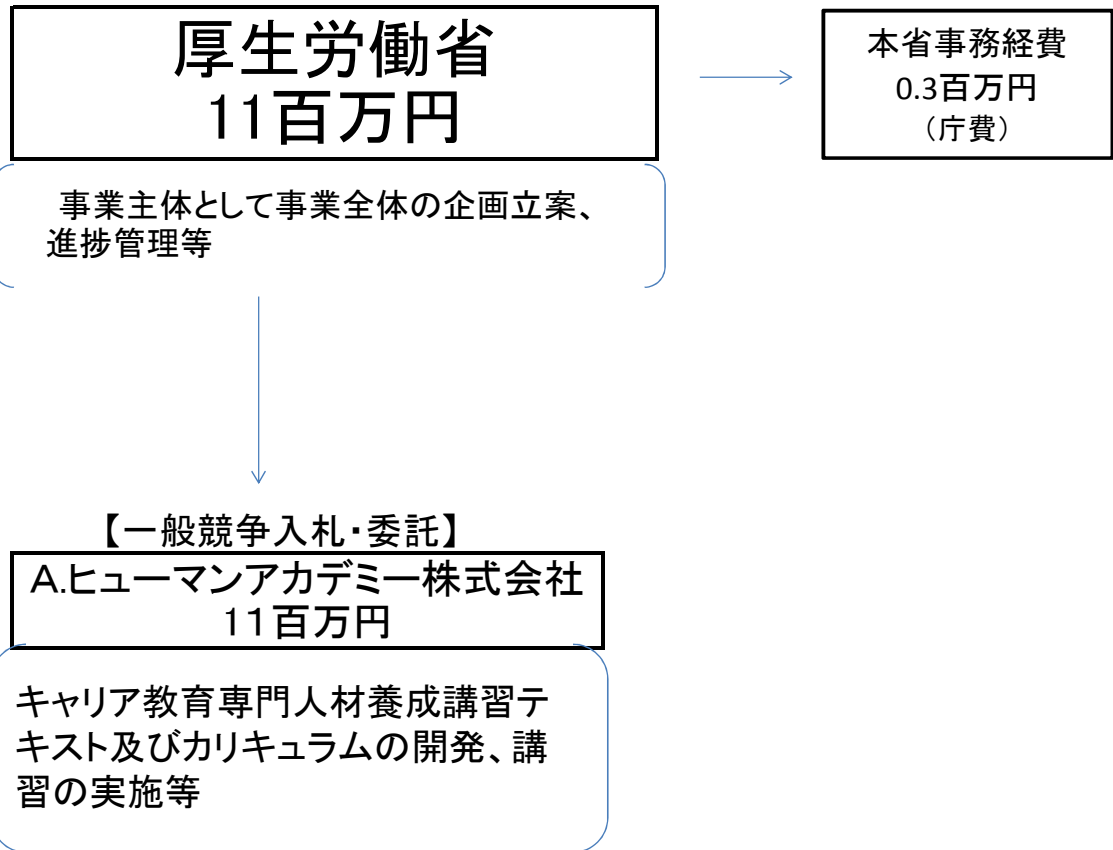 厚生労働省
11百万円
本省事務経費
0.3百万円
（庁費）
事業主体として事業全体の企画立案、
進捗管理等
【一般競争入札・委託】
A.ヒューマンアカデミー株式会社
11百万円
キャリア教育専門人材養成講習テ
キスト及びカリキュラムの開発、講
習の実施等